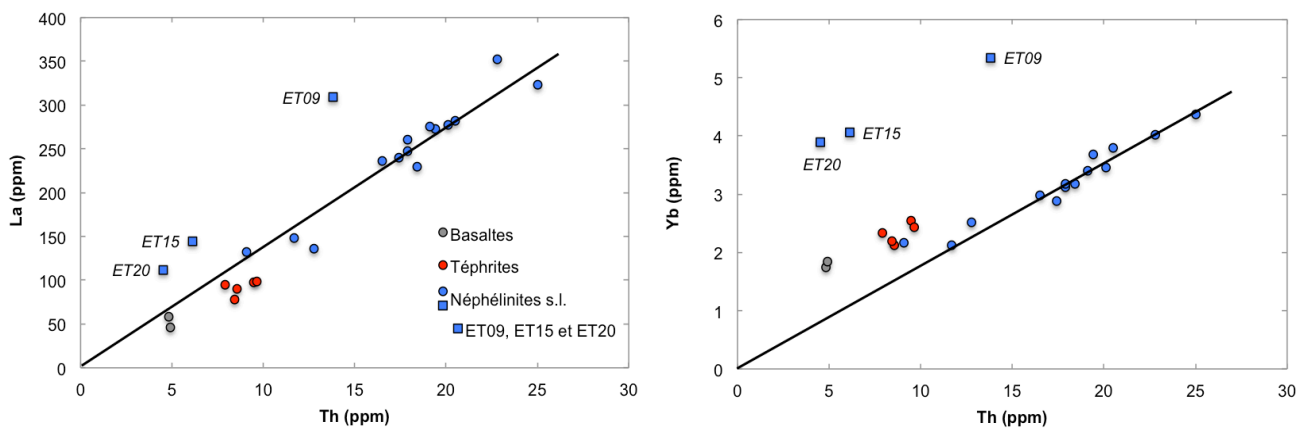 400
350
300
250
200
150
100
50
0
La (ppm)
0 5 10 15 20 25 30
Th (ppm)
ET09
ET15
ET20
Basaltes
Téphrites
Néphélinites s.l.
ET09, ET15 et ET20
6
5
4
3
2
1
0
Yb (ppm)
0 5 10 15 20 25 30
Th (ppm)
ET09
ET15
ET20